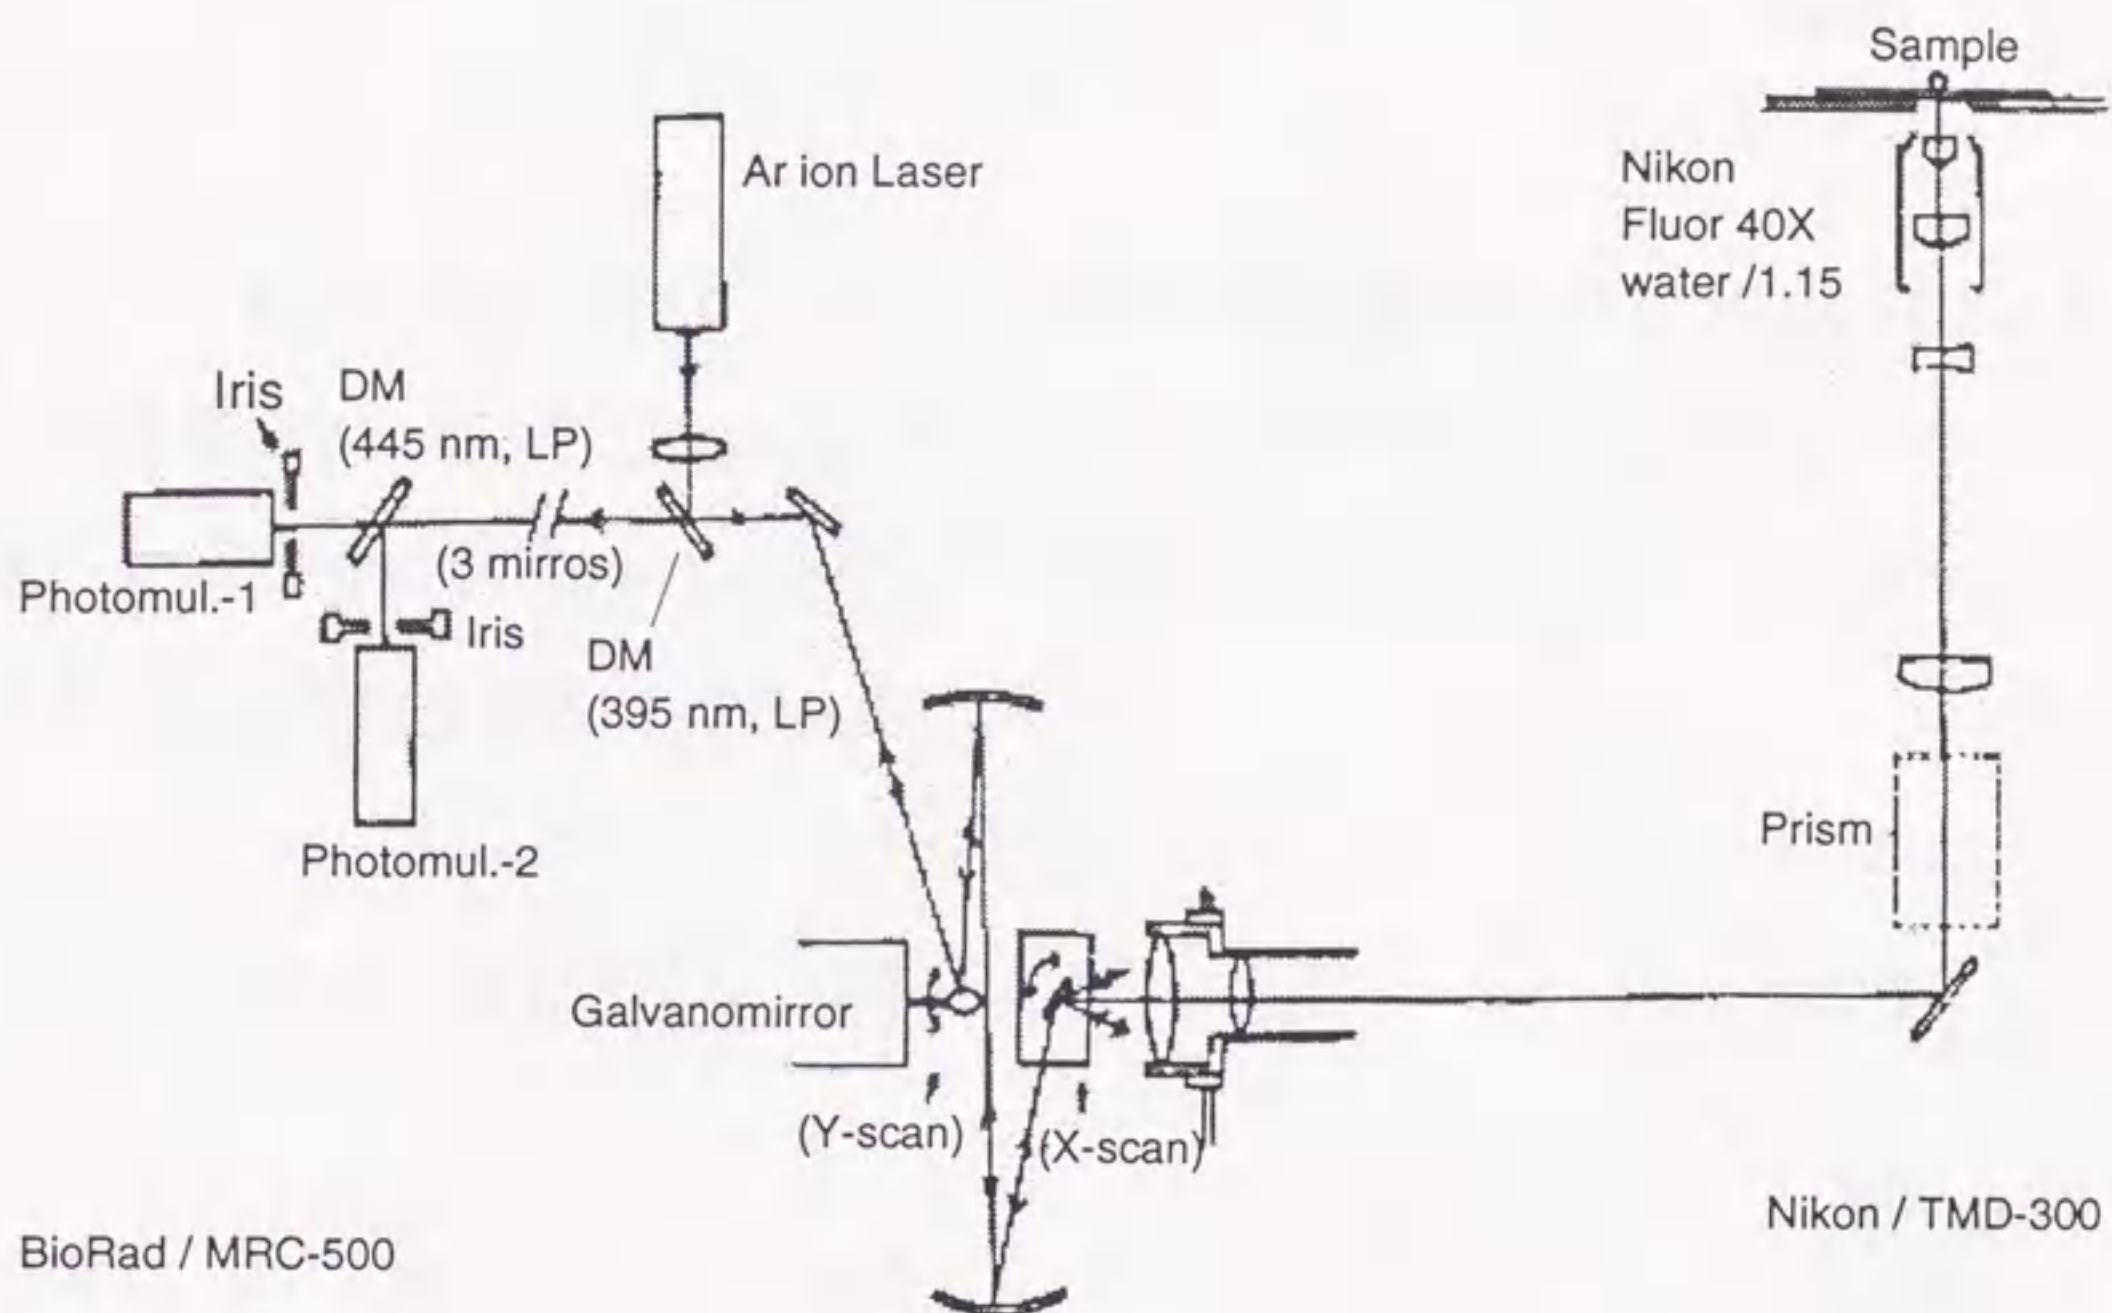 Sample
Ar ion Laser
Nikon
Fluor 40X
water /1.15
Iris
DM
(445 nm, LP)
(3 mirros)
Photomul.-1
Iris
DM
(395 nm, LP)
Photomul.-2
Prism
Galvanomirror
(Y-scan)
(X-scan)
Nikon / TMD-300
BioRad / MRC-500